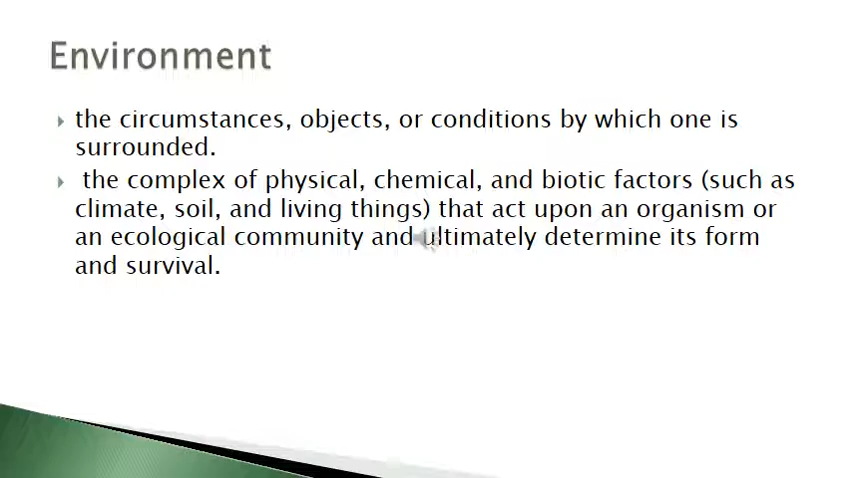 Environment
the circumstances, objects, or conditions by which one is
surrounded.
the complex of physical, chemical, and biotic factors (such as
climate, soil, and living things) that act upon an organism or
an ecological community and ultimately determine its form
and survival.